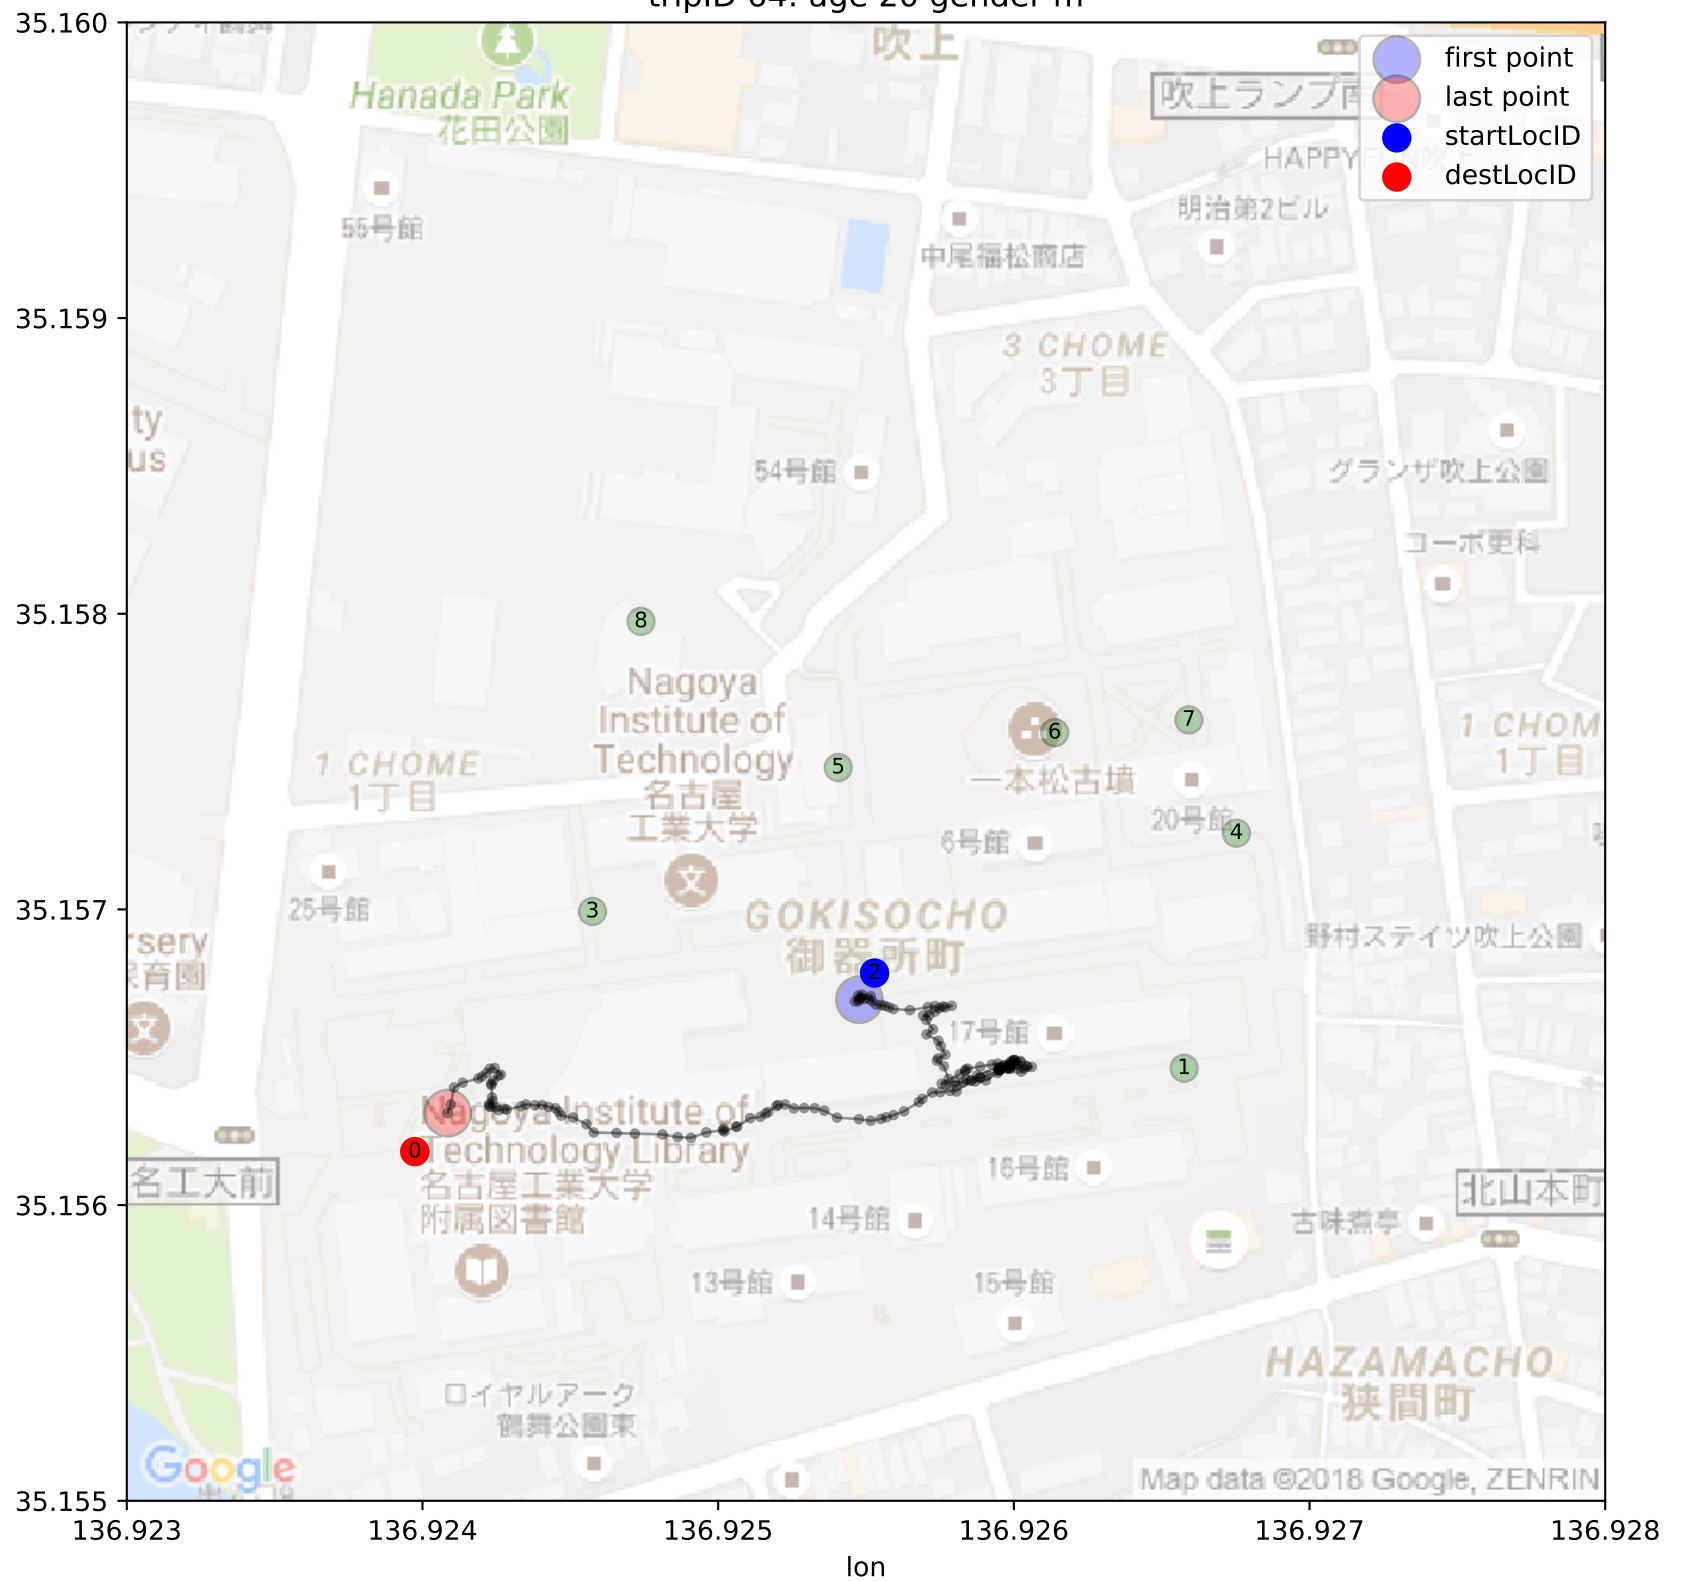 35.160
吹上
first point
last point
startLocID
destLocID
Hanada Park
花田公園
55号館
明治第2ビル
中尾福松商店
35.159
3 CHOME
3丁目
ty
us
54号館
グランザ吹上公園
コーポ更科
35.158
8
Nagoya
Institute of
Technology
名古屋
工業大学
7
6
5
1 CHOME
1丁目
一本松古墳
1 CHOM
1丁目
20号館
4
6号館
25号館
35.157
3
GOKISOCHO
御器所町
野村ステイツ吹上公園
rsery
育園
2
17号館
1
Nagoya Institute of
Technology Library
名古屋工業大学
附属図書館
0
名工大前
16号館
北山本町
35.156
14号館
古味煮亭
13号館
15号館
HAZAMACHO
狭間町
ロイヤルアーク
鶴舞公園東
Google
Map data ©2018 Google, ZENRIN
35.155
136.923
136.924
136.925
136.926
136.927
136.928
lon